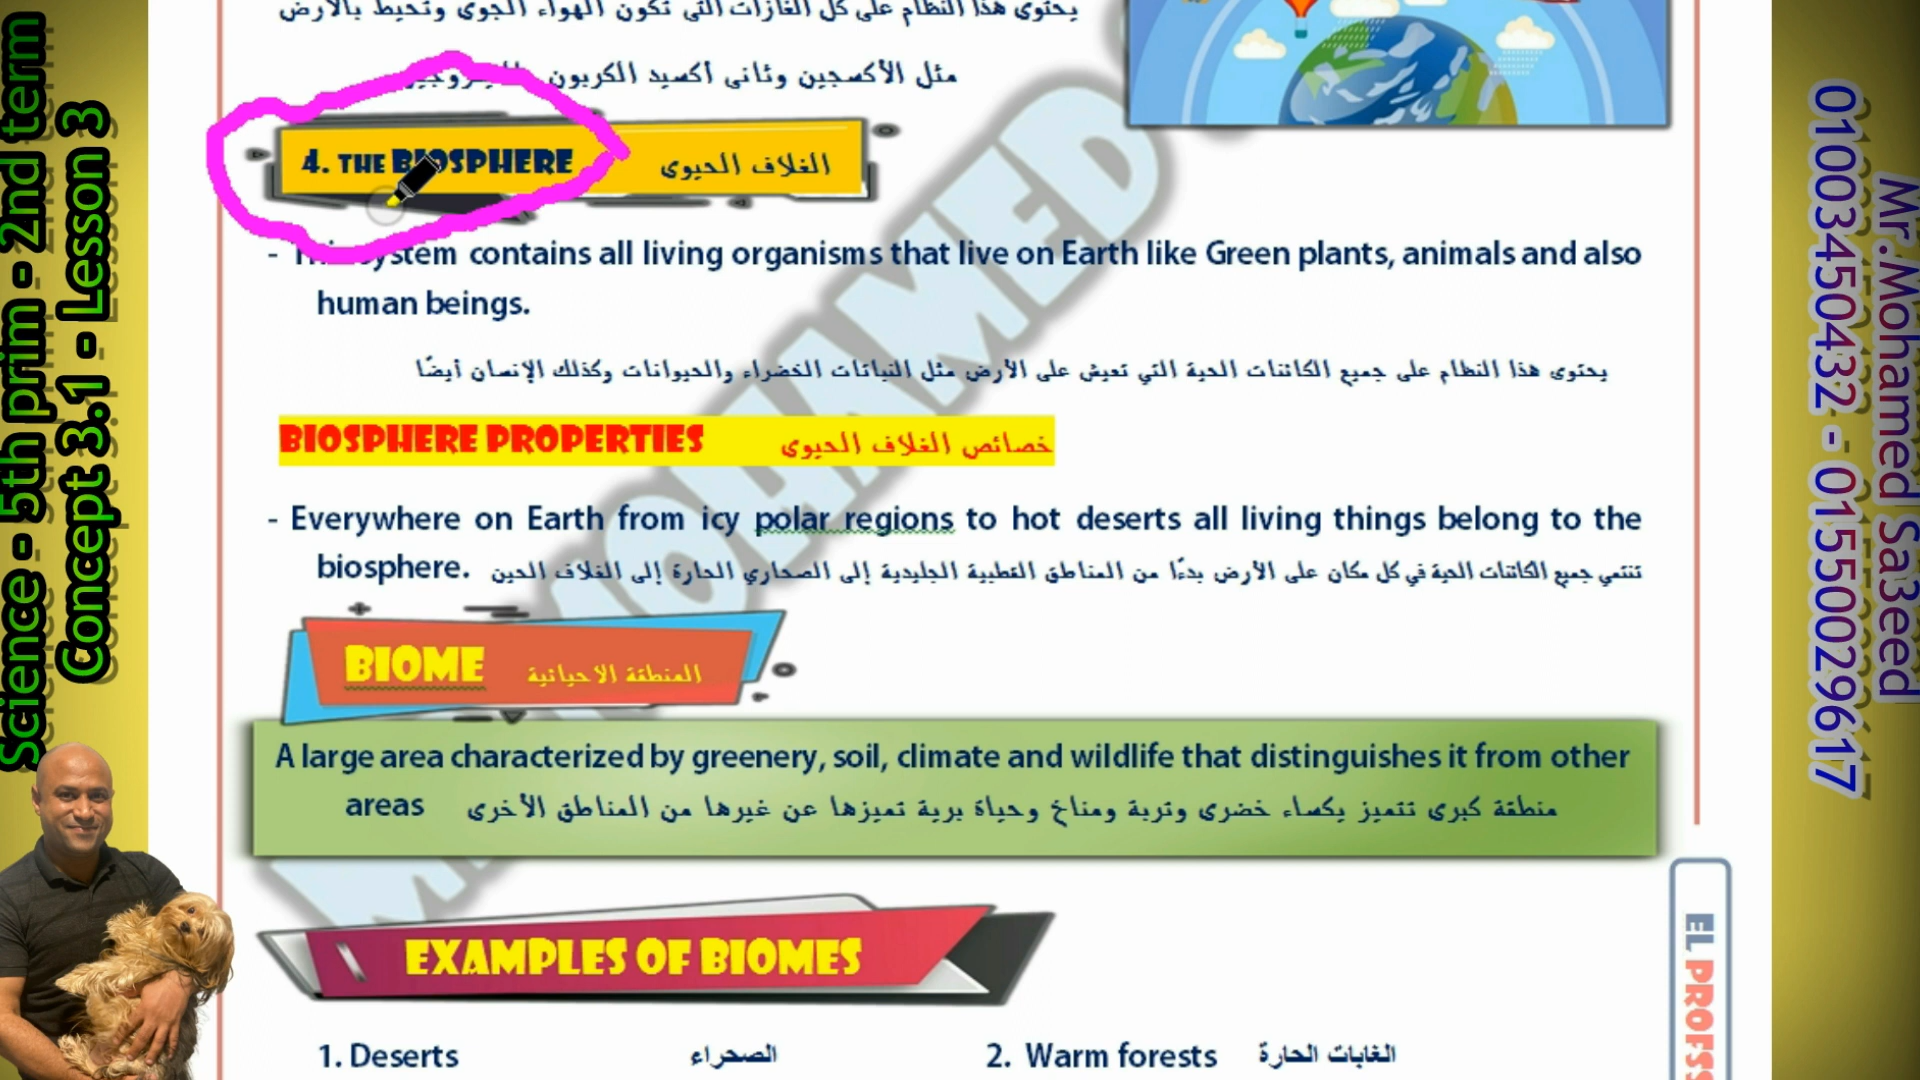 يحتوى هذا النظام على كل الغازات التى تكون الهواء الجوى وتحيط بالأرض
مثل الأكسجين وثانى أكسيد الكربون
4. THE BIOSPHERE الغلاف الحيوى
- This system contains all living organisms that live on Earth like Green plants, animals and also
human beings.
يحتوى هذا النظام على جميع الكائنات الحية التي تعيش على الأرض مثل النباتات الخضراء والحيوانات وكذلك الإنسان أيضًا
BIOSPHERE PROPERTIES خصائص الغلاف الحيوى
- Everywhere on Earth from icy polar regions to hot deserts all living things belong to the
biosphere. تنتمي جميع الكائنات الحية في كل مكان على الأرض بدءًا من المناطق القطبية الجليدية إلى الصحاري الحارة إلى الغلاف الحين
BIOME المنطقة الاحيائية
A large area characterized by greenery, soil, climate and wildlife that distinguishes it from other
areas منطقة كبرى تتميز بكساء خضرى وتربة ومناخ وحياة برية تميزها عن غيرها من المناطق الأخرى
EXAMPLES OF BIOMES
1. Deserts الصحراء
2. Warm forests الغابات الحارة
Science - 5th prim - 2nd term
Concept 3.1 - Lesson 3
Mr.Mohamed Sa3eed
01003450432 - 01550029617
MOHAMED
EL PROFS